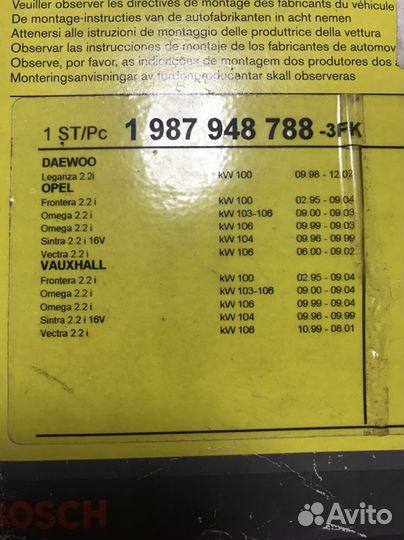 Veuiller observer les directives de montage des fabricants du véhicule
De montage-instructies van de autofabrikanten in acht nemen
Attenersi alle istruzioni di montaggio delle produttrice della vettura
Observar las instrucciones de montaje de los fabricantes de automov
Observe, por favor, as indicações de montagem dos produtores dos
Monteringsanvisningar av fordonsproducentar skall observeras
1 ST/Pc 1 987 948 788 -3FK
DAEWOO
Leganza 2.2i kW 100 09.98 - 12.02
OPEL
Frontera 2.2 i kW 100 02.95 - 09.04
Omega 2.2 i kW 103-106 09.00 - 09.03
Omega 2.2 i kW 106 09.99 - 09.03
Sintra 2.2 i 16V kW 104 09.96 - 09.99
Vectra 2.2 i kW 106 06.00 - 09.02
VAUXHALL
Frontera 2.2 i kW 100 02.95 - 09.04
Omega 2.2 i kW 103-106 09.00 - 09.04
Omega 2.2 i kW 106 09.99 - 09.04
Sintra 2.2 i 16V kW 104 09.96 - 09.99
Vectra 2.2 i kW 106 10.99 - 08.01
BOSCH
Avito